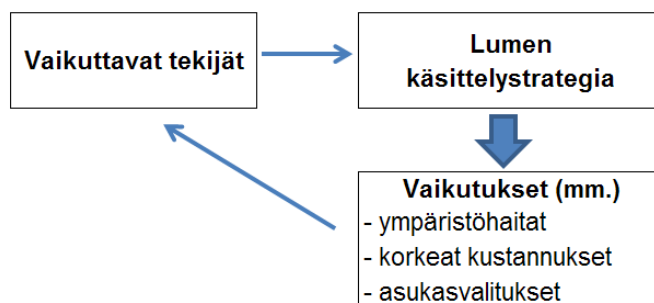 Vaikuttavat tekijät
Lumen
käsittelystrategia
Vaikutukset (mm.)
- ympäristöhaitat
- korkeat kustannukset
- asukasvalitukset